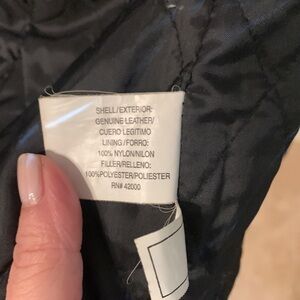 SHELL/EXTERIOR:
GENUINE LEATHER/
CUERO LEGITIMO
LINING/FORRO:
100% NYLON/NILON
FILLER/RELLENO:
100%POLYESTER/POLIESTER
RN# 42000